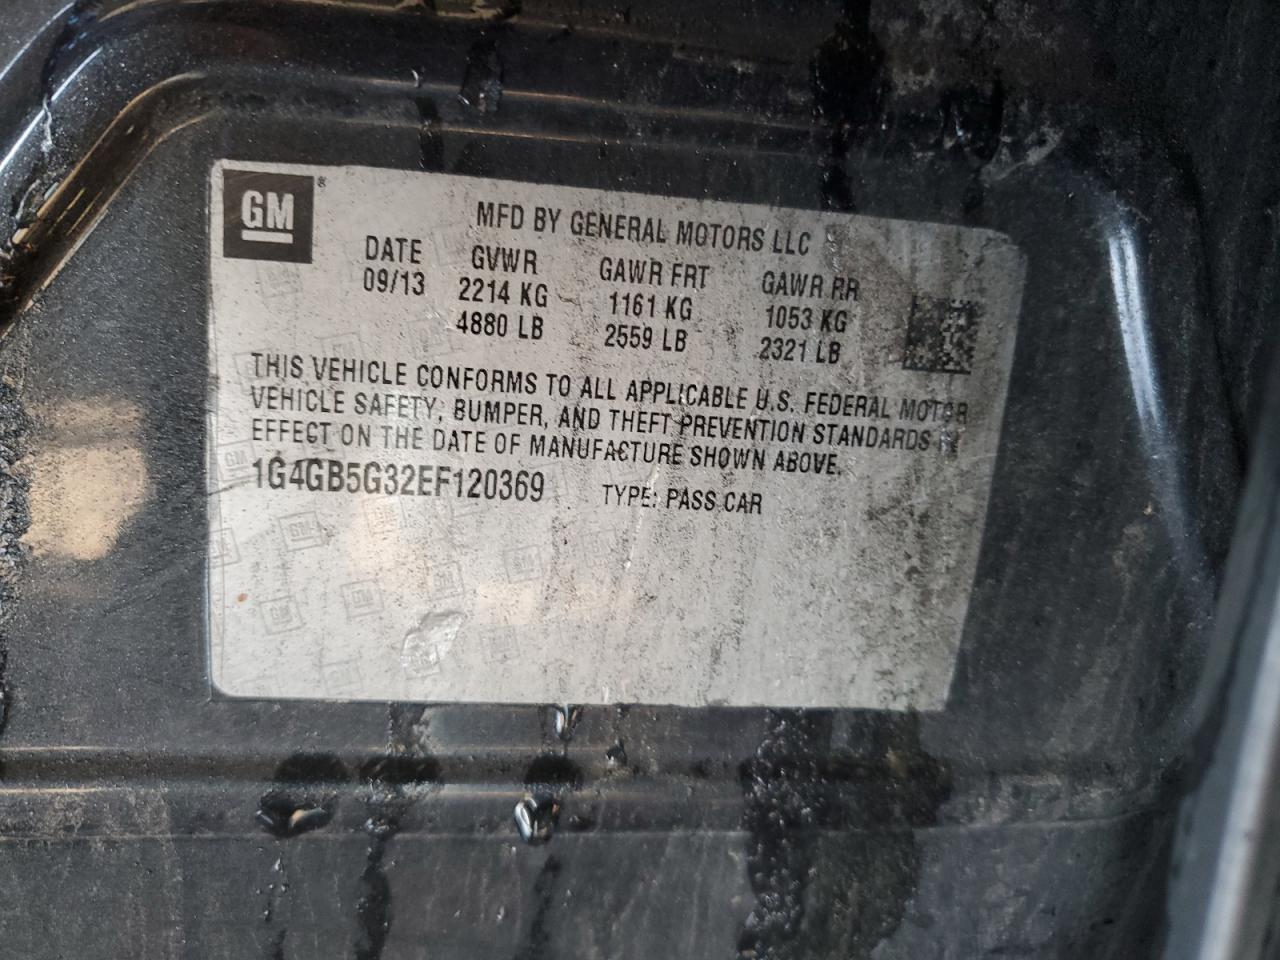 GM®
MFD BY GENERAL MOTORS LLC
DATE GVWR GAWR FRT GAWR RR
09/13 2214 KG 1161 KG 1053 KG
4880 LB 2559 LB 2321 LB
THIS VEHICLE CONFORMS TO ALL APPLICABLE U.S. FEDERAL MOTOR
VEHICLE SAFETY, BUMPER, AND THEFT PREVENTION STANDARDS IN
EFFECT ON THE DATE OF MANUFACTURE SHOWN ABOVE.
1G4GB5G32EF120369 TYPE: PASS CAR